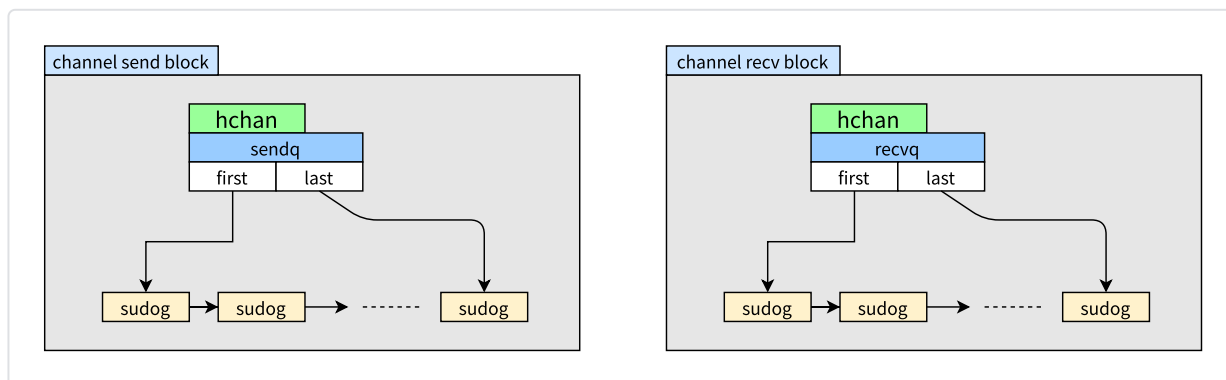 channel send block
hchan
sendq
first last
sudog sudog sudog
channel recv block
hchan
recvq
first last
sudog sudog sudog